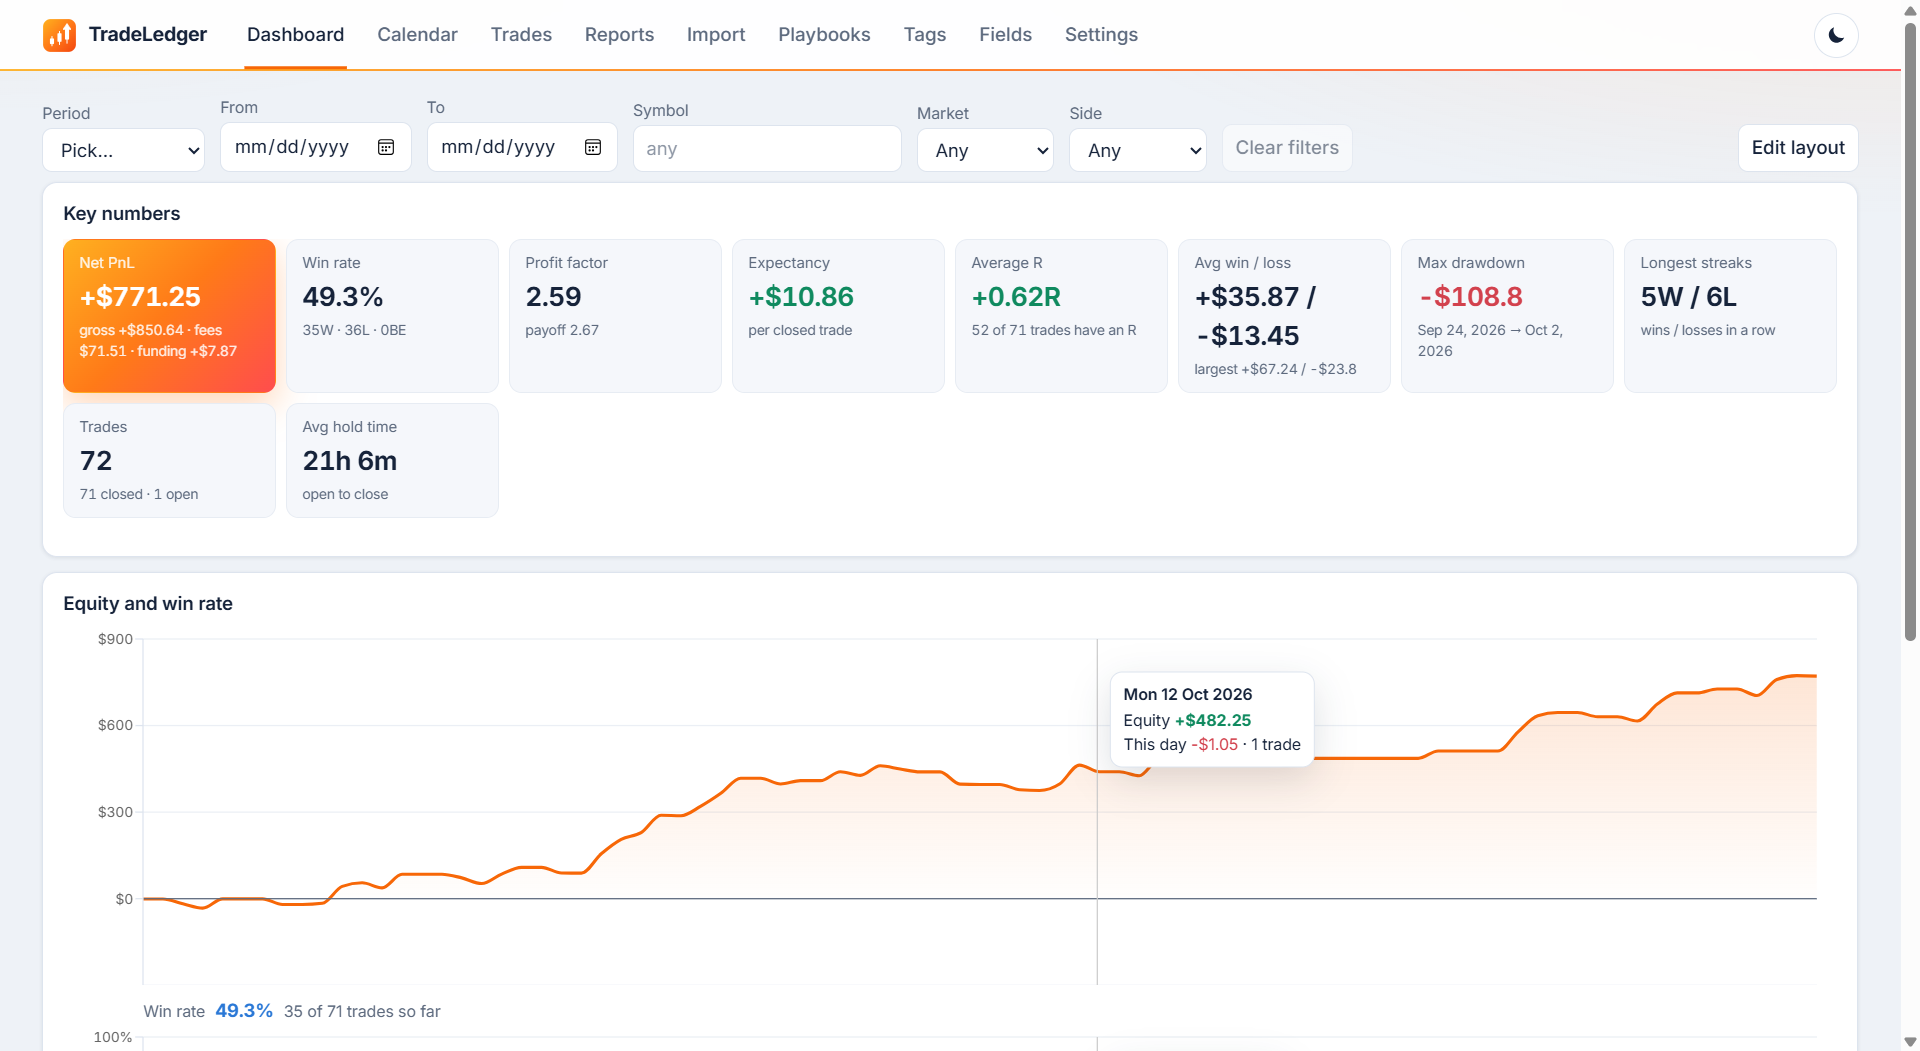 TradeLedger
Dashboard
Calendar
Trades
Reports
Import
Playbooks
Tags
Fields
Settings
Period
Pick...
From
mm/dd/yyyy
To
mm/dd/yyyy
Symbol
any
Market
Any
Side
Any
Clear filters
Edit layout
Key numbers
Net PnL
+$771.25
gross +$850.64 · fees
$71.51 · funding +$7.87
Win rate
49.3%
35W · 36L · 0BE
Profit factor
2.59
payoff 2.67
Expectancy
+$10.86
per closed trade
Average R
+0.62R
52 of 71 trades have an R
Avg win / loss
+$35.87 /
-$13.45
largest +$67.24 / -$23.8
Max drawdown
-$108.8
Sep 24, 2026 → Oct 2,
2026
Longest streaks
5W / 6L
wins / losses in a row
Trades
72
71 closed · 1 open
Avg hold time
21h 6m
open to close
Equity and win rate
$900
$600
$300
$0
Mon 12 Oct 2026
Equity +$482.25
This day -$1.05 · 1 trade
Win rate 49.3% 35 of 71 trades so far
100%